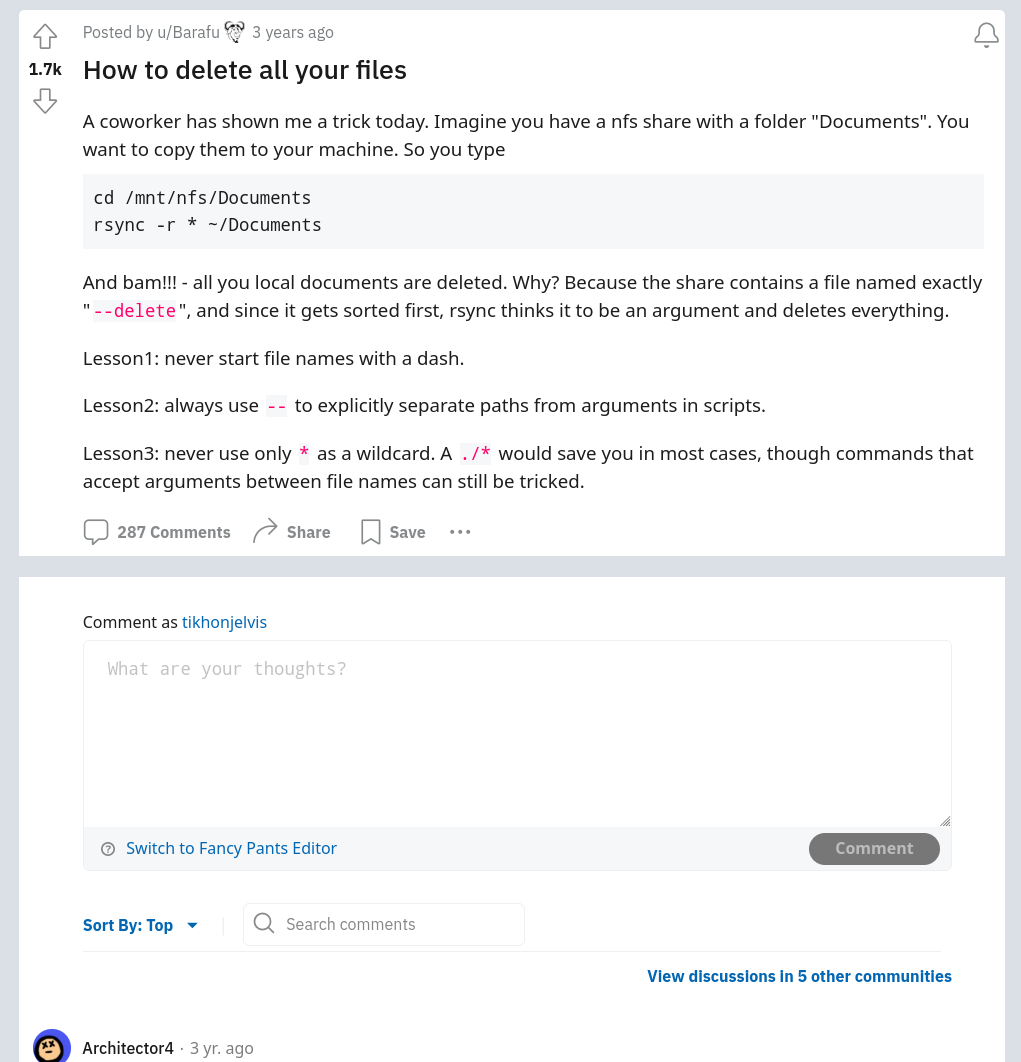 Posted by u/Barafu 3 years ago
1.7k
How to delete all your files
A coworker has shown me a trick today. Imagine you have a nfs share with a folder "Documents". You
want to copy them to your machine. So you type
cd /mnt/nfs/Documents
rsync -r * ~/Documents
And bam!!! - all you local documents are deleted. Why? Because the share contains a file named exactly
"--delete", and since it gets sorted first, rsync thinks it to be an argument and deletes everything.
Lesson1: never start file names with a dash.
Lesson2: always use -- to explicitly separate paths from arguments in scripts.
Lesson3: never use only * as a wildcard. A ./* would save you in most cases, though commands that
accept arguments between file names can still be tricked.
287 Comments Share Save ...
Comment as tikhonjelvis
What are your thoughts?
Switch to Fancy Pants Editor Comment
Sort By: Top Search comments
View discussions in 5 other communities
Architector4 · 3 yr. ago